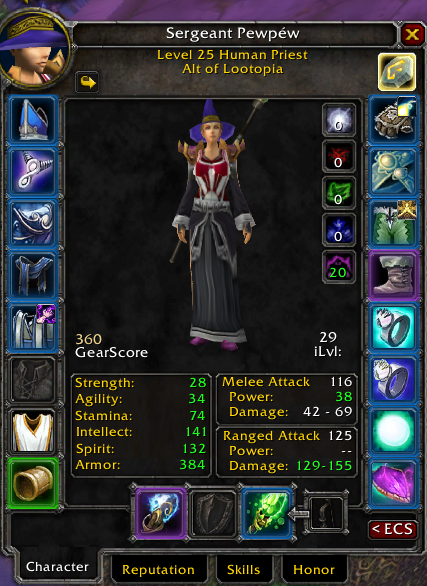 Sergeant Pewpéw
Level 25 Human Priest
Alt of Lootopia
0
0
0
0
20
360
GearScore
29
iLvl:
Strength: 28
Agility: 34
Stamina: 74
Intellect: 141
Spirit: 132
Armor: 384
Melee Attack 116
Power: 38
Damage: 42 - 69
Ranged Attack 125
Power: --
Damage: 129-155
< ECS
Character
Reputation
Skills
Honor